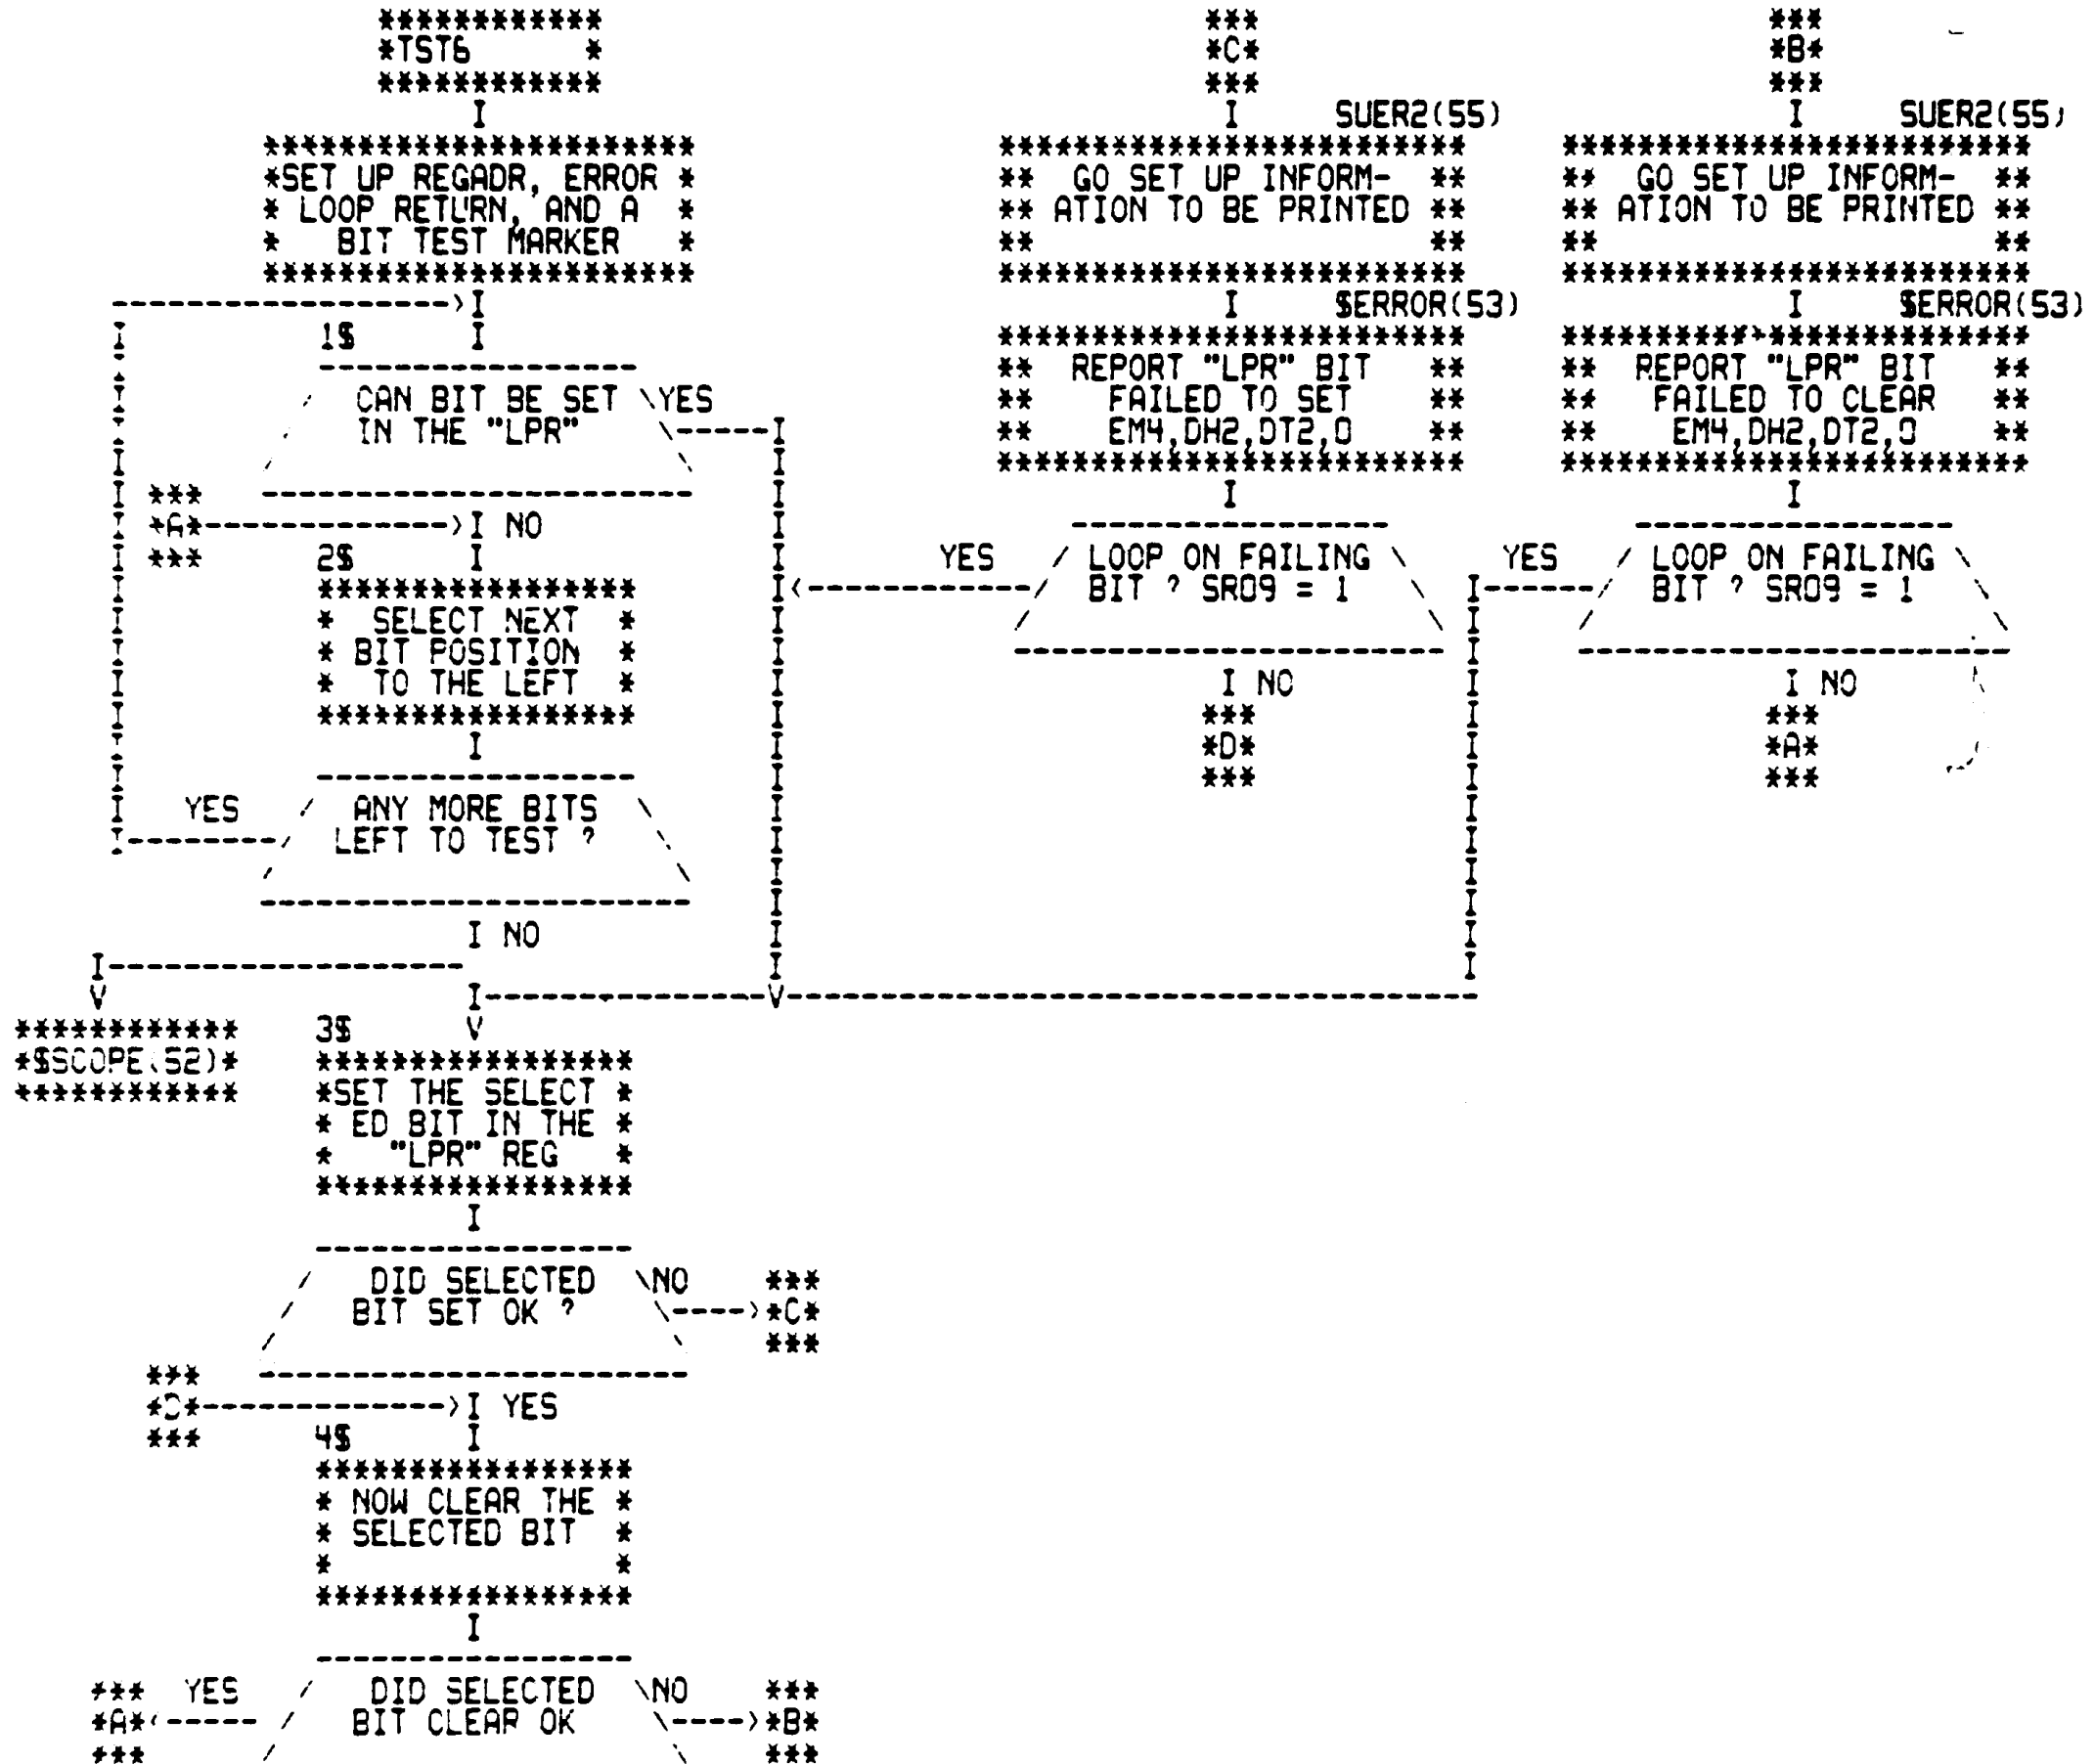 TST6
SET UP REGADR, ERROR
LOOP RETURN, AND A
BIT TEST MARKER
1$
CAN BIT BE SET
IN THE "LPR"
YES
A
NO
2$
SELECT NEXT
BIT POSITION
TO THE LEFT
YES
ANY MORE BITS
LEFT TO TEST ?
NO
$SCOPE(52)
3$
SET THE SELECT
ED BIT IN THE
"LPR" REG
DID SELECTED
BIT SET OK ?
NO
C
D
YES
4$
NOW CLEAR THE
SELECTED BIT
A
YES
DID SELECTED
BIT CLEAR OK
NO
B
C
SUER2(55)
GO SET UP INFORM-
ATION TO BE PRINTED
$ERROR(53)
REPORT "LPR" BIT
FAILED TO SET
EM4,DH2,DT2,0
YES
LOOP ON FAILING
BIT ? SR09 = 1
NO
D
B
SUER2(55)
GO SET UP INFORM-
ATION TO BE PRINTED
$ERROR(53)
REPORT "LPR" BIT
FAILED TO CLEAR
EM4,DH2,DT2,0
YES
LOOP ON FAILING
BIT ? SR09 = 1
NO
A